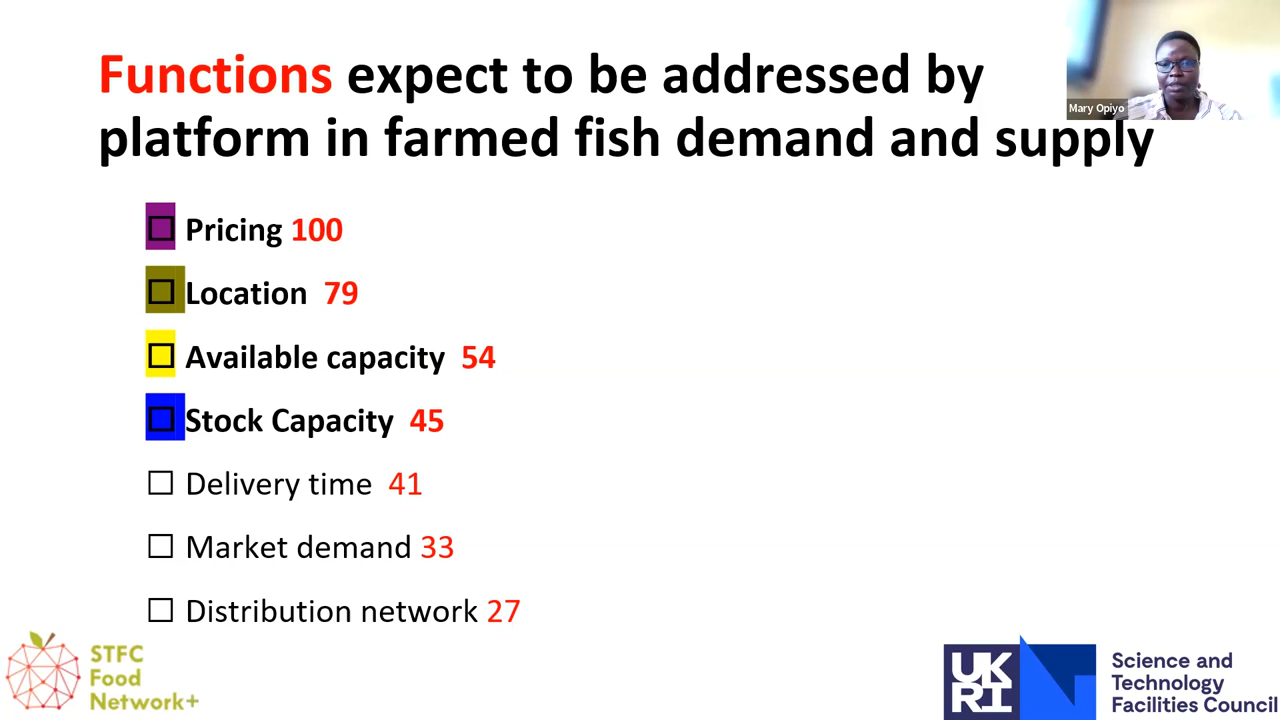 Functions expect to be addressed by
platform in farmed fish demand and supply
Mary Opiyo
☐ Pricing 100
☐ Location 79
☐ Available capacity 54
☐ Stock Capacity 45
☐ Delivery time 41
☐ Market demand 33
☐ Distribution network 27
STFC
Food
Network+
UK
RI
Science and
Technology
Facilities Council